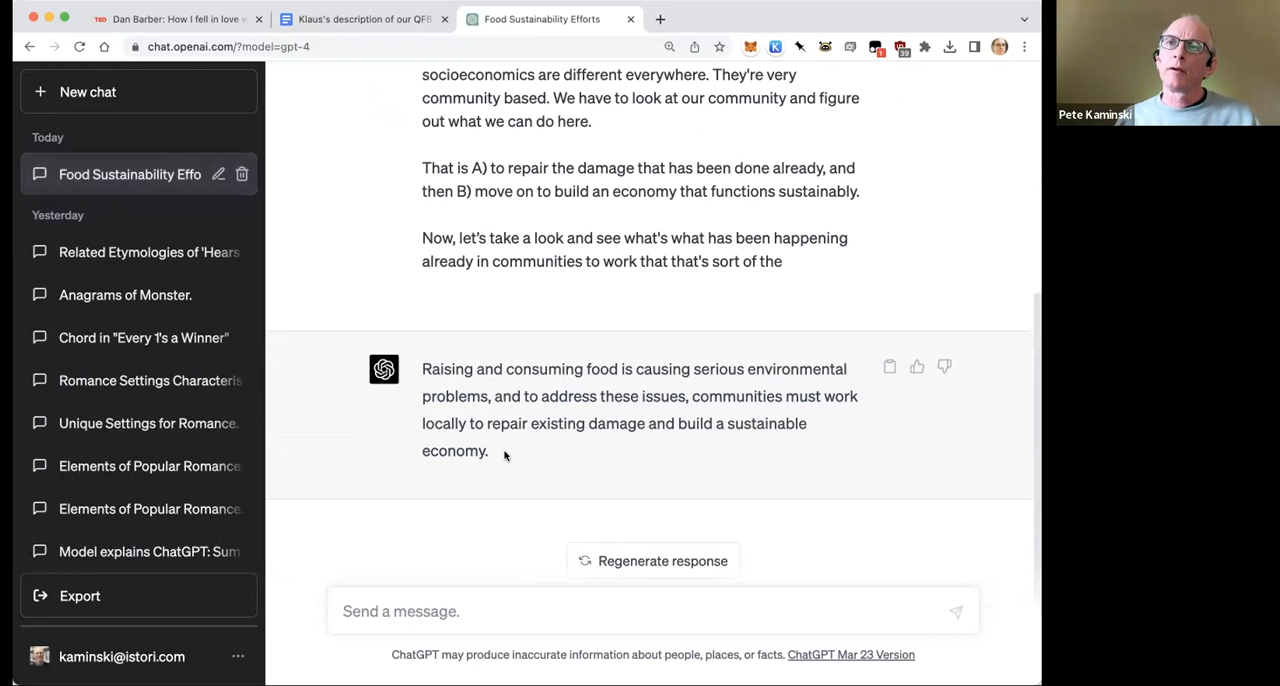 TED Dan Barber: How I fell in love w
Klaus's description of our QFB
Food Sustainability Efforts
chat.openai.com/?model=gpt-4
1
39
New chat
Today
Food Sustainability Effo
Yesterday
Related Etymologies of 'Hears
Anagrams of Monster.
Chord in "Every 1's a Winner"
Romance Settings Characteris
Unique Settings for Romance.
Elements of Popular Romance
Elements of Popular Romance
Model explains ChatGPT: Sum
Export
kaminski@istori.com
socioeconomics are different everywhere. They're very
community based. We have to look at our community and figure
out what we can do here.
That is A) to repair the damage that has been done already, and
then B) move on to build an economy that functions sustainably.
Now, let's take a look and see what's what has been happening
already in communities to work that that's sort of the
Raising and consuming food is causing serious environmental
problems, and to address these issues, communities must work
locally to repair existing damage and build a sustainable
economy.
Regenerate response
Send a message.
ChatGPT may produce inaccurate information about people, places, or facts. ChatGPT Mar 23 Version
Pete Kaminski